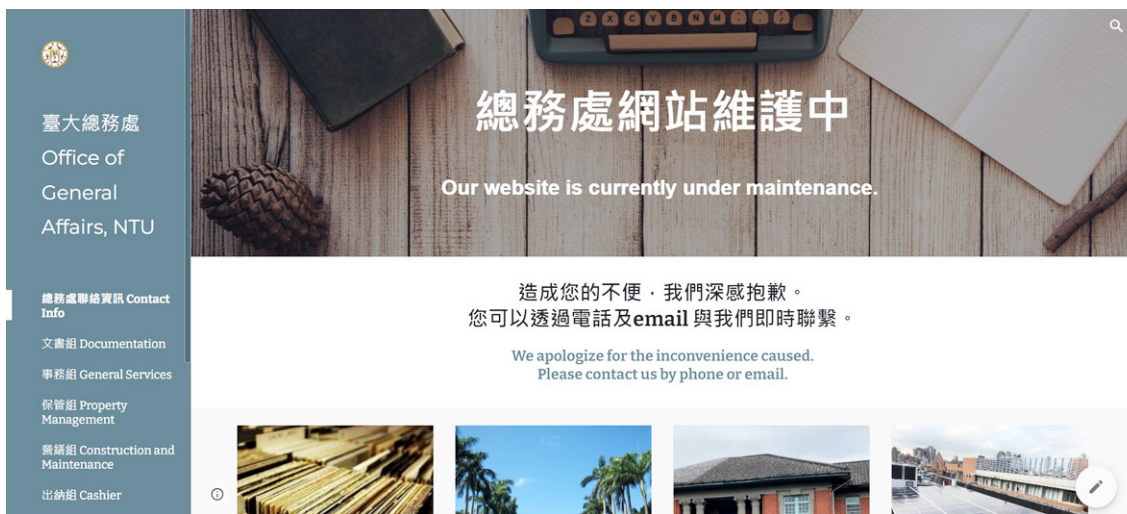 臺大總務處
Office of
General
Affairs, NTU
總務處聯絡資訊 Contact
Info
文書組 Documentation
事務組 General Services
保管組 Property
Management
營繕組 Construction and
Maintenance
出納組 Cashier
Z X C V B N M
總務處網站維護中
Our website is currently under maintenance.
造成您的不便，我們深感抱歉。
您可以透過電話及email 與我們即時聯繫。
We apologize for the inconvenience caused.
Please contact us by phone or email.